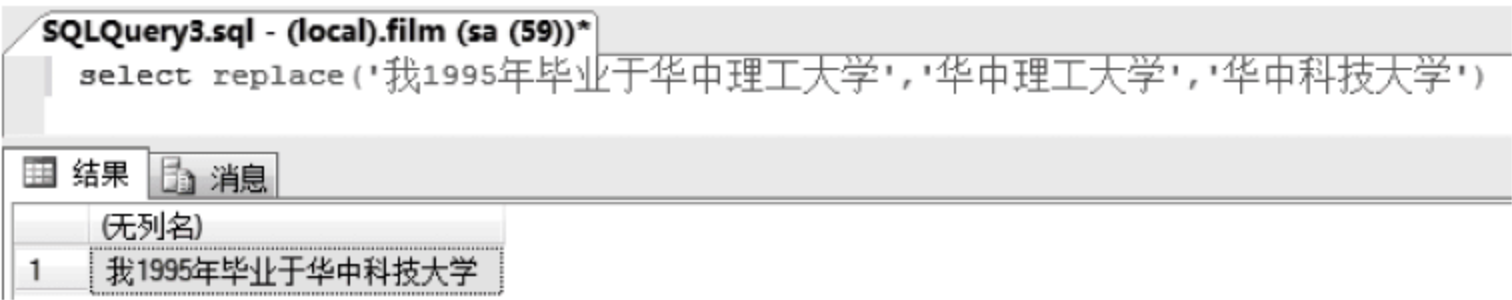 SQLQuery3.sql - (local).film (sa (59))*
select replace('我1995年毕业于华中理工大学','华中理工大学','华中科技大学')
结果 消息
(无列名)
1 我1995年毕业于华中科技大学